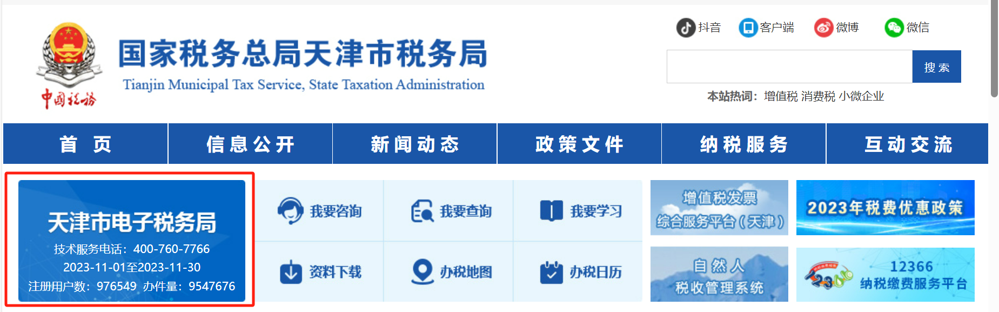 中国税务
国家税务总局天津市税务局
Tianjin Municipal Tax Service, State Taxation Administration
抖音 客户端 微博 微信
搜 索
本站热词：增值税 消费税 小微企业
首 页 信息公开 新闻动态 政策文件 纳税服务 互动交流
天津市电子税务局
技术服务电话：400-760-7766
2023-11-01至2023-11-30
注册用户数：976549 办件量：9547676
我要咨询 我要查询 我要学习
资料下载 办税地图 办税日历
增值税发票
综合服务平台（天津）
2023年税费优惠政策
自然人
税收管理系统
12366
12366
纳税缴费服务平台